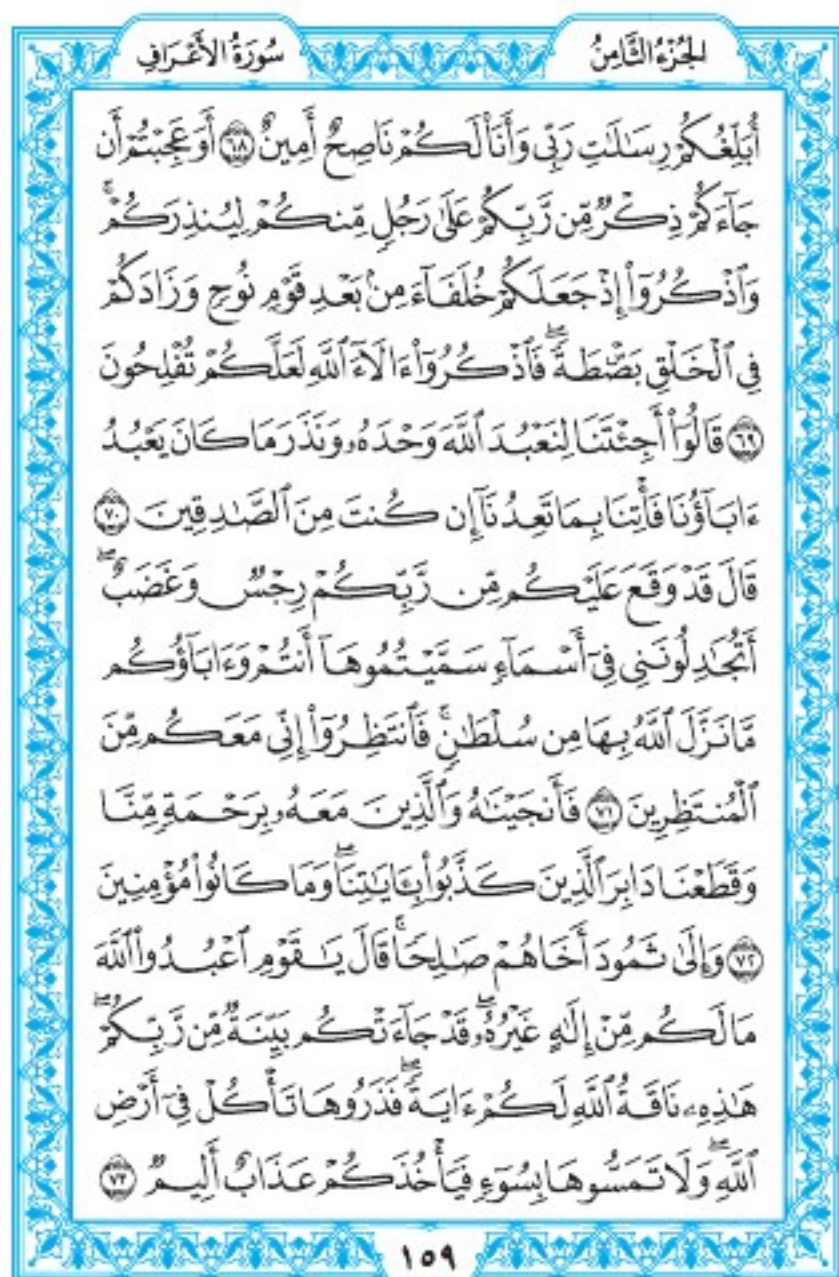 الجُزْءُ الثَّامِنُ
سُورَةُ الأَعْرَافِ
أُبَلِّغُكُمْ رِسَٰلَٰتِ رَبِّى وَأَنَا۠ لَكُمْ نَاصِحٌ أَمِينٌ ٦٨ أَوَعَجِبْتُمْ أَن
جَآءَكُمْ ذِكْرٌ مِّن رَّبِّكُمْ عَلَىٰ رَجُلٍ مِّنكُمْ لِيُنذِرَكُمْ ۚ
وَٱذْكُرُوٓا۟ إِذْ جَعَلَكُمْ خُلَفَآءَ مِنۢ بَعْدِ قَوْمِ نُوحٍ وَزَادَكُمْ
فِى ٱلْخَلْقِ بَصْۜطَةً ۖ فَٱذْكُرُوٓا۟ ءَالَآءَ ٱللَّهِ لَعَلَّكُمْ تُفْلِحُونَ
٦٩ قَالُوٓا۟ أَجِئْتَنَا لِنَعْبُدَ ٱللَّهَ وَحْدَهُۥ وَنَذَرَ مَا كَانَ يَعْبُدُ
ءَابَآؤُنَا فَأْتِنَا بِمَا تَعِدُنَآ إِن كُنتَ مِنَ ٱلصَّٰدِقِينَ ٧٠
قَالَ قَدْ وَقَعَ عَلَيْكُم مِّن رَّبِّكُمْ رِجْسٌ وَغَضَبٌ ۖ
أَتُجَٰدِلُونَنِى فِىٓ أَسْمَآءٍ سَمَّيْتُمُوهَآ أَنتُمْ وَءَابَآؤُكُم
مَّا نَزَّلَ ٱللَّهُ بِهَا مِن سُلْطَٰنٍ ۚ فَٱنتَظِرُوٓا۟ إِنِّى مَعَكُم مِّنَ
ٱلْمُنتَظِرِينَ ٧١ فَأَنجَيْنَٰهُ وَٱلَّذِينَ مَعَهُۥ بِرَحْمَةٍ مِّنَّا
وَقَطَعْنَا دَابِرَ ٱلَّذِينَ كَذَّبُوا۟ بِـَٔايَٰتِنَا ۖ وَمَا كَانُوا۟ مُؤْمِنِينَ
٧٢ وَإِلَىٰ ثَمُودَ أَخَاهُمْ صَٰلِحًا ۗ قَالَ يَٰقَوْمِ ٱعْبُدُوا۟ ٱللَّهَ
مَا لَكُم مِّنْ إِلَٰهٍ غَيْرُهُۥ ۖ قَدْ جَآءَتْكُم بَيِّنَةٌ مِّن رَّبِّكُمْ ۖ
هَٰذِهِۦ نَاقَةُ ٱللَّهِ لَكُمْ ءَايَةً ۖ فَذَرُوهَا تَأْكُلْ فِىٓ أَرْضِ
ٱللَّهِ ۖ وَلَا تَمَسُّوهَا بِسُوٓءٍ فَيَأْخُذَكُمْ عَذَابٌ أَلِيمٌ ٧٣
١٥٩